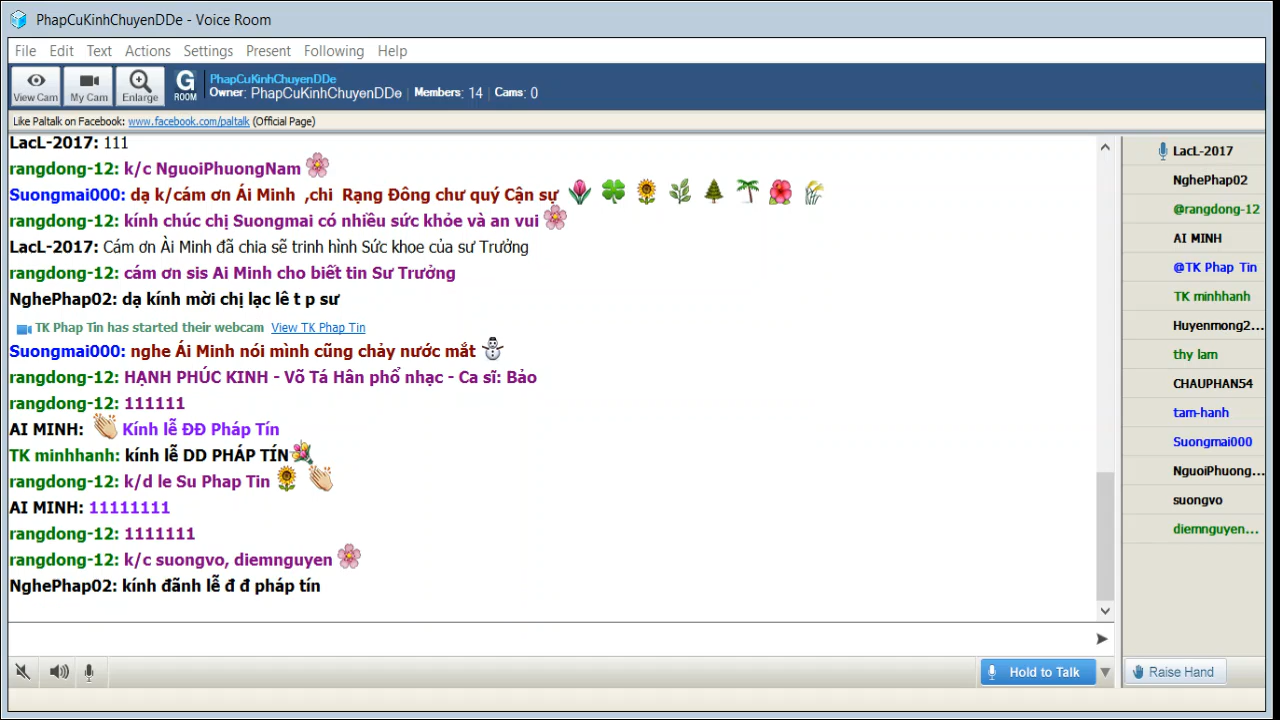 PhapCuKinhChuyenDDe - Voice Room
File Edit Text Actions Settings Present Following Help
View Cam My Cam Enlarge G ROOM PhapCuKinhChuyenDDe
Owner: PhapCuKinhChuyenDDe Members: 14 Cams: 0
Like Paltalk on Facebook: www.facebook.com/paltalk (Official Page)
LacL-2017: 111
rangdong-12: k/c NguoiPhuongNam
Suongmai000: dạ k/cám ơn Ái Minh ,chi Rạng Đông chư quý Cận sự
rangdong-12: kính chúc chị Suongmai có nhiều sức khỏe và an vui
LacL-2017: Cám ơn Ài Minh đã chia sẽ trinh hình Sức khoe của sư Trưởng
rangdong-12: cám ơn sis Ai Minh cho biết tin Sư Trưởng
NghePhap02: dạ kính mời chị lạc lê t p sư
TK Phap Tin has started their webcam View TK Phap Tin
Suongmai000: nghe Ái Minh nói mình cũng chảy nước mắt
rangdong-12: HẠNH PHÚC KINH - Võ Tá Hân phổ nhạc - Ca sĩ: Bảo
rangdong-12: 111111
AI MINH: Kính lễ ĐĐ Pháp Tín
TK minhhanh: kính lễ DD PHÁP TÍN
rangdong-12: k/d le Su Phap Tin
AI MINH: 11111111
rangdong-12: 1111111
rangdong-12: k/c suongvo, diemnguyen
NghePhap02: kính đãnh lễ đ đ pháp tín
LacL-2017
NghePhap02
@rangdong-12
AI MINH
@TK Phap Tin
TK minhhanh
Huyenmong2...
thy lam
CHAUPHAN54
tam-hanh
Suongmai000
NguoiPhuong...
suongvo
diemnguyen...
Hold to Talk
Raise Hand